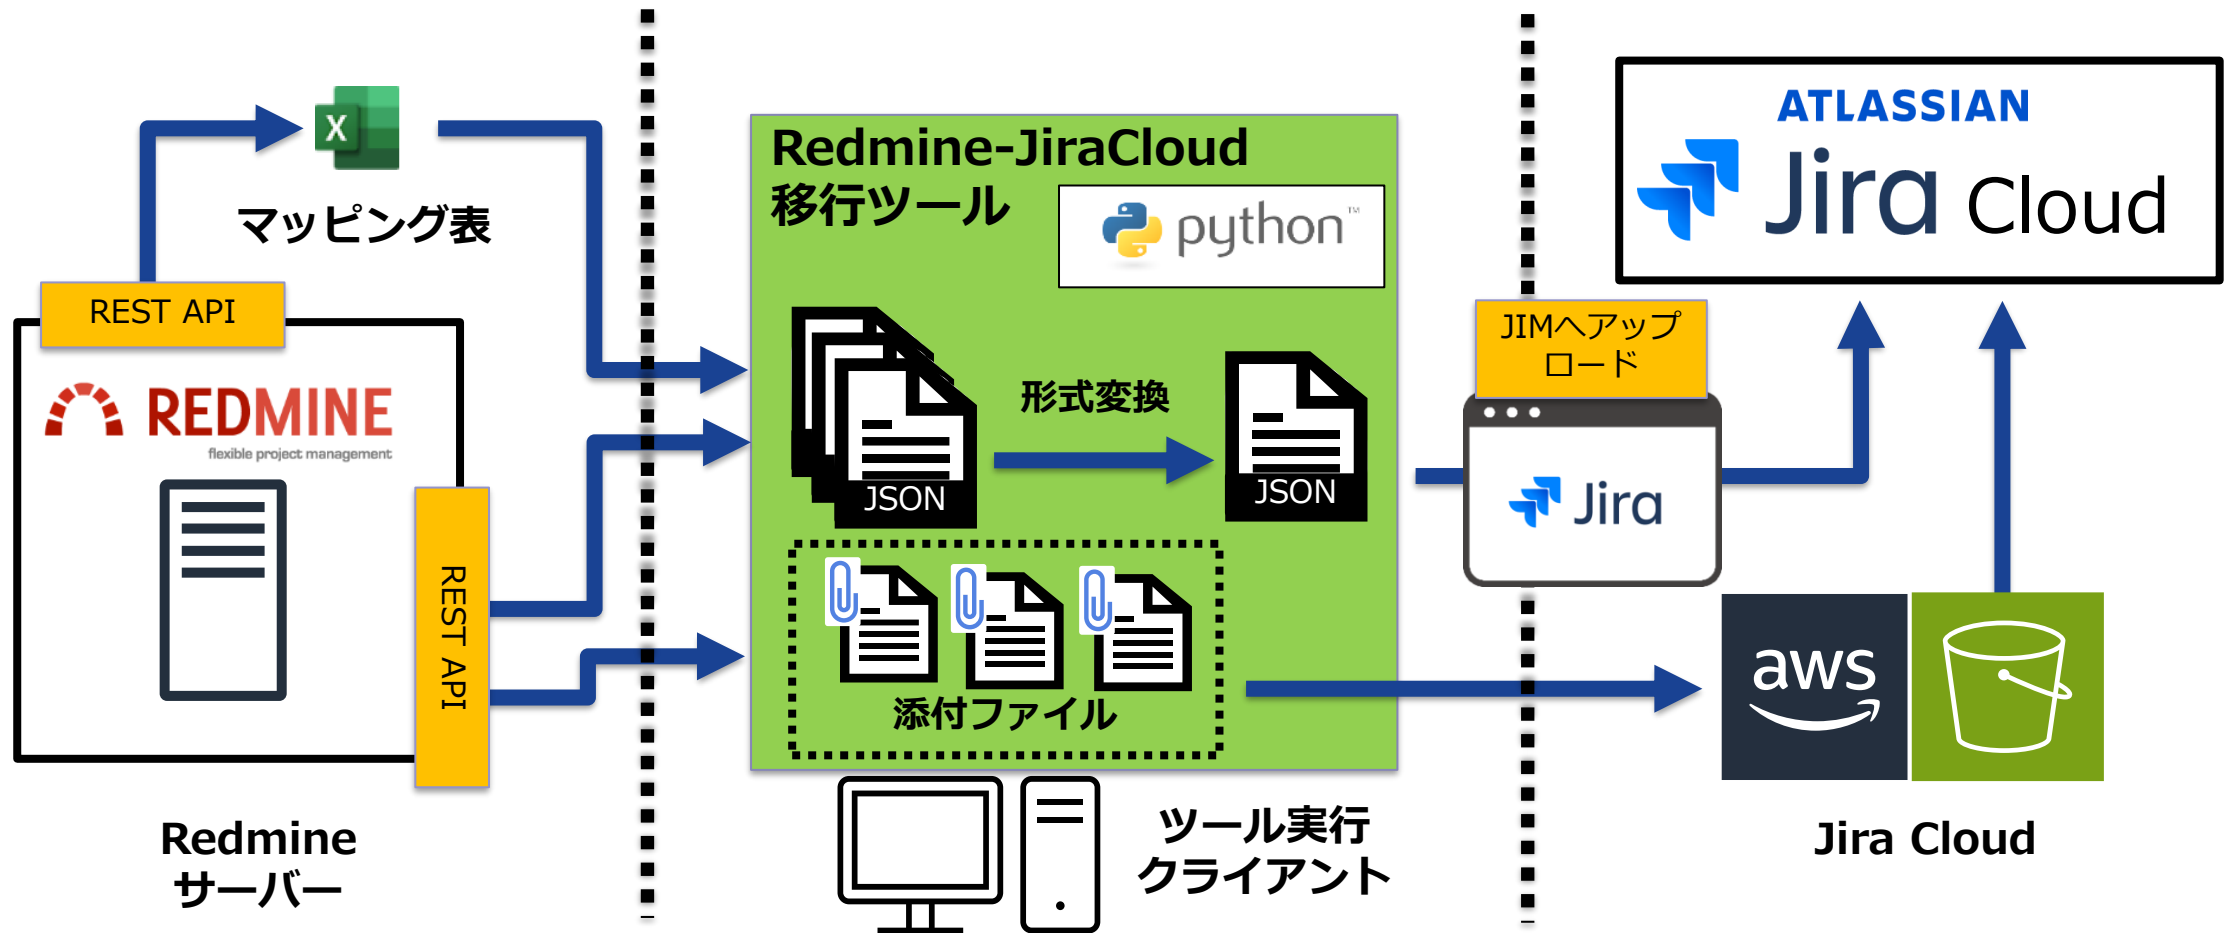 X
マッピング表
REST API
REDMINE
flexible project management
REST API
Redmine
サーバー
Redmine-JiraCloud
移行ツール
python™
JSON
形式変換
JSON
添付ファイル
ツール実行
クライアント
JIMへアップ
ロード
Jira
ATLASSIAN
Jira Cloud
aws
Jira Cloud